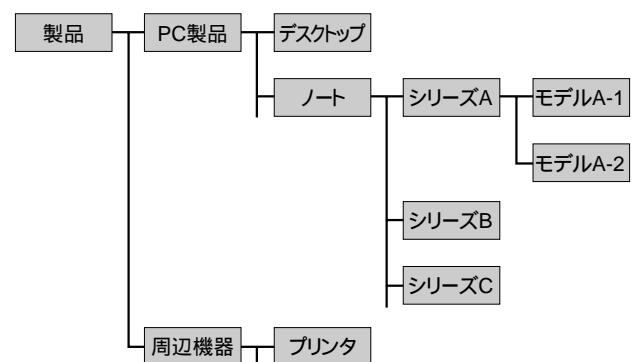 製品
PC製品
デスクトップ
ノート
シリーズA
モデルA-1
モデルA-2
シリーズB
シリーズC
周辺機器
プリンタ